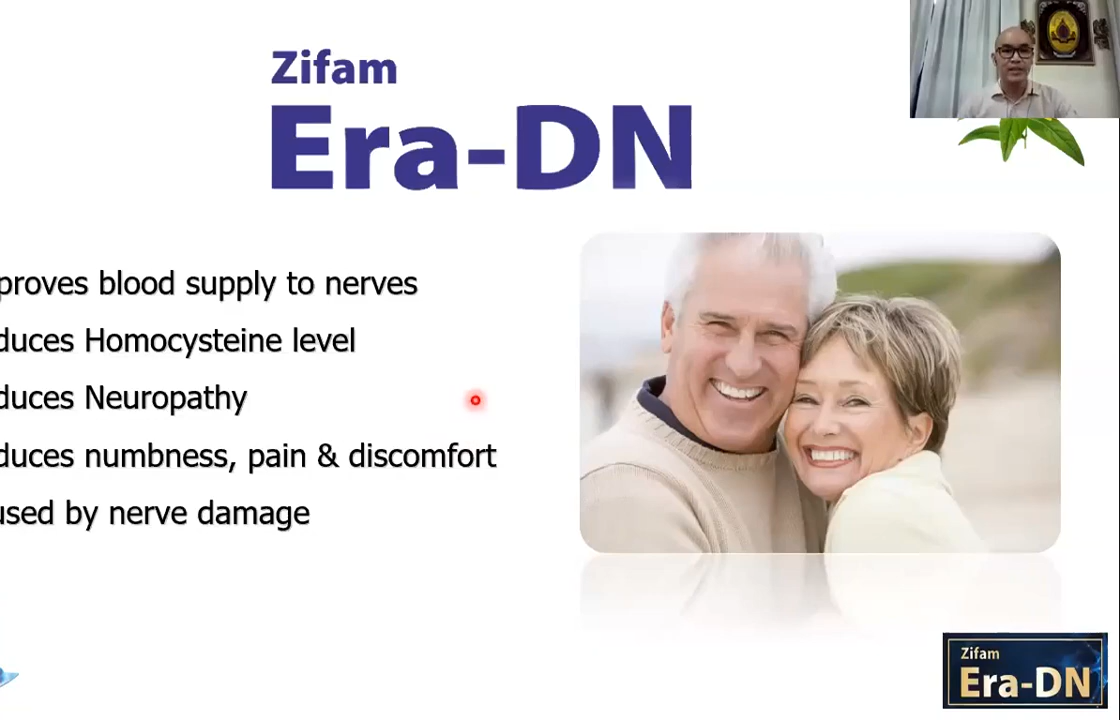 Zifam
Era-DN
proves blood supply to nerves
duces Homocysteine level
duces Neuropathy
duces numbness, pain & discomfort
used by nerve damage
Zifam
Era-DN